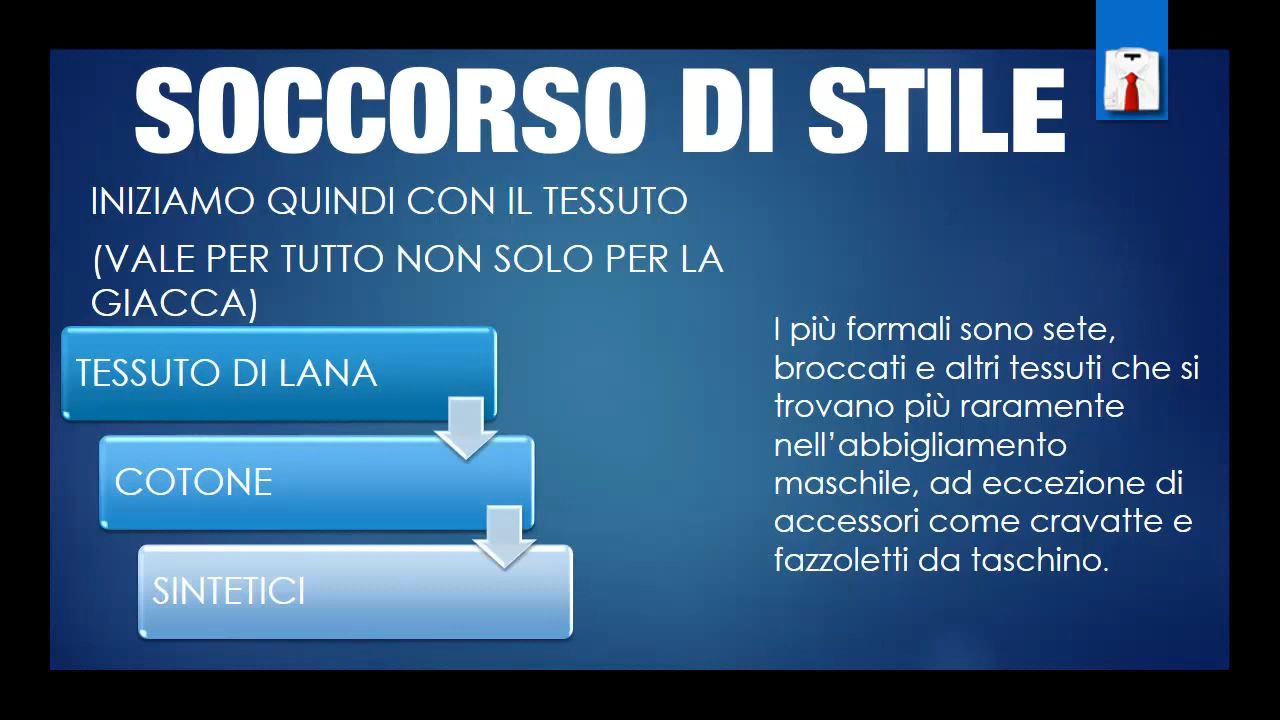 SOCCORSO DI STILE
INIZIAMO QUINDI CON IL TESSUTO
(VALE PER TUTTO NON SOLO PER LA
GIACCA)
TESSUTO DI LANA
COTONE
SINTETICI
I più formali sono sete,
broccati e altri tessuti che si
trovano più raramente
nell’abbigliamento
maschile, ad eccezione di
accessori come cravatte e
fazzoletti da taschino.